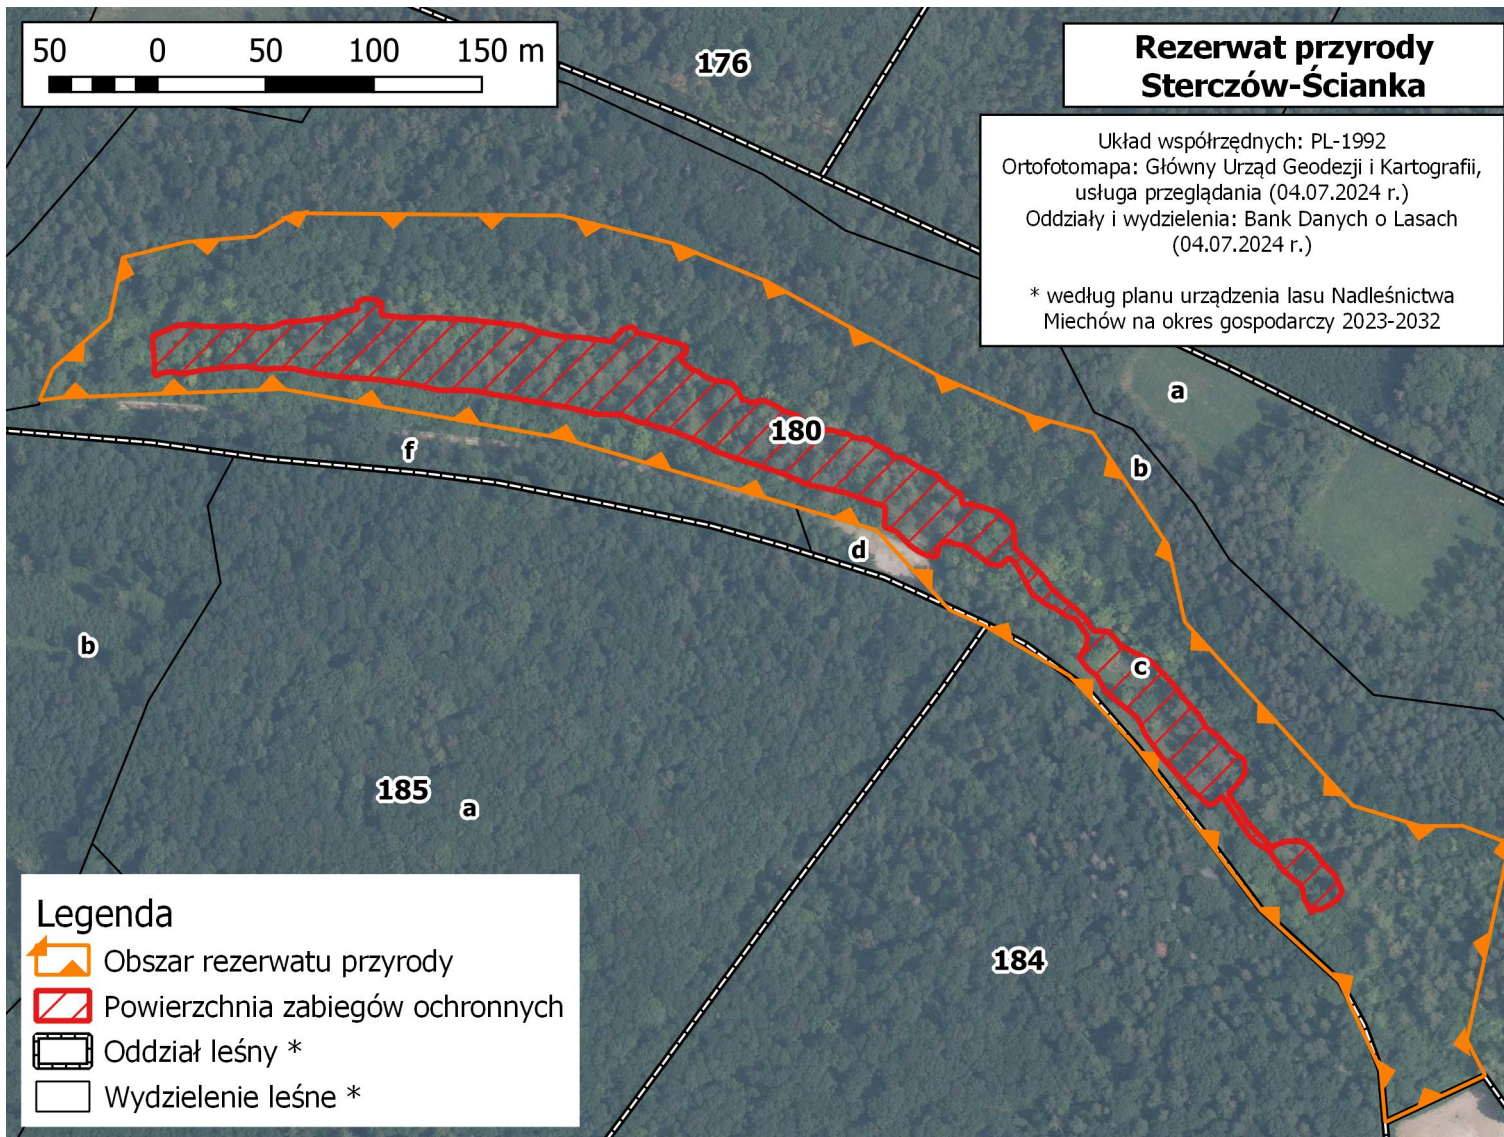 50 0 50 100 150 m
176
Rezerwat przyrody
Sterczów-Ścianka
Układ współrzędnych: PL-1992
Ortofotomapa: Główny Urząd Geodezji i Kartografii,
usługa przeglądania (04.07.2024 r.)
Oddziały i wydzielenia: Bank Danych o Lasach
(04.07.2024 r.)
* według planu urządzenia lasu Nadleśnictwa
Miechów na okres gospodarczy 2023-2032
a
180
f
b
d
b
c
185
a
184
Legenda
Obszar rezerwatu przyrody
Powierzchnia zabiegów ochronnych
Oddział leśny *
Wydzielenie leśne *